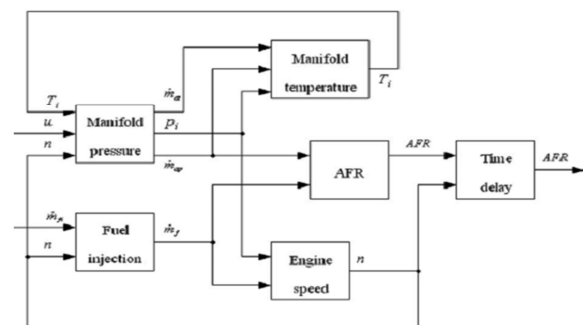 Manifold
temperature
T_i
ṁ_at
T_i
u
n
Manifold
pressure
p_i
ṁ_ap
AFR
AFR
Time
delay
AFR
ṁ_fi
n
Fuel
injection
ṁ_f
Engine
speed
n